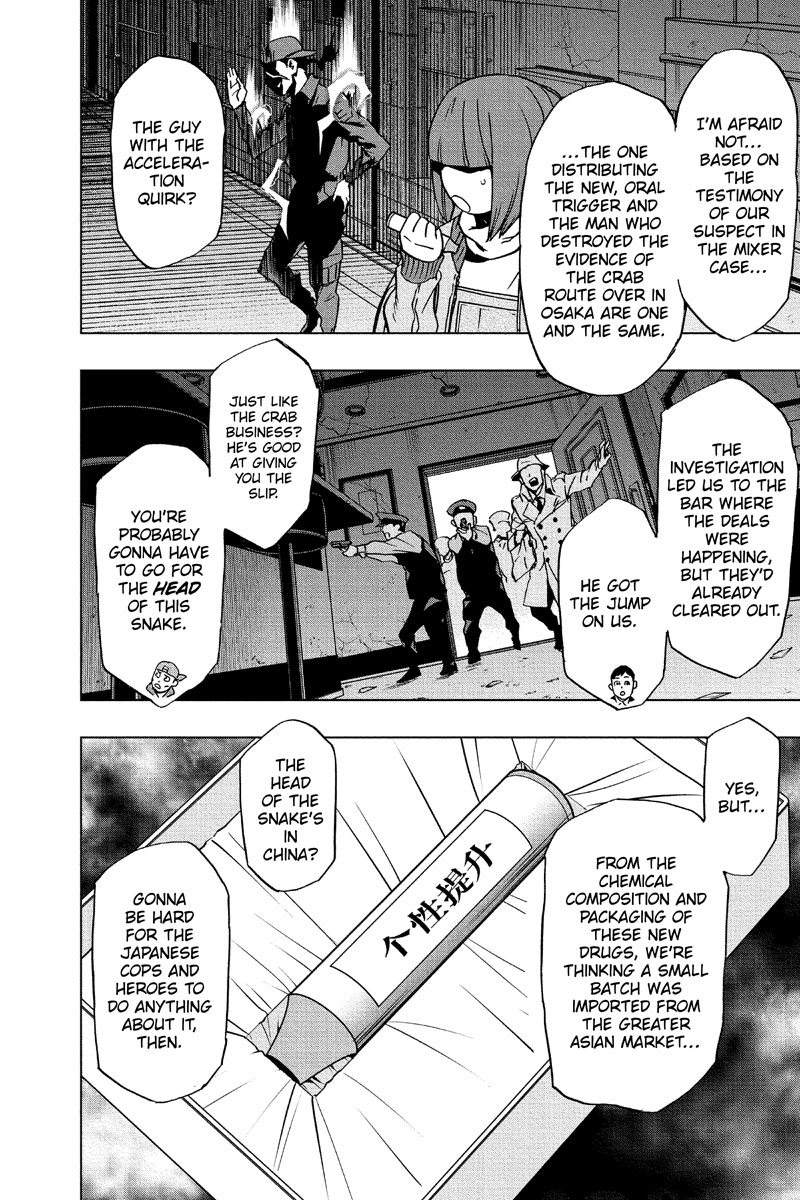 I'M AFRAID
NOT...
BASED ON
THE
TESTIMONY
OF OUR
SUSPECT IN
THE MIXER
CASE...
...THE ONE
DISTRIBUTING
THE NEW, ORAL
TRIGGER AND
THE MAN WHO
DESTROYED THE
EVIDENCE OF
THE CRAB
ROUTE OVER IN
OSAKA ARE ONE
AND THE SAME.
THE GUY
WITH THE
ACCELERA-
TION
QUIRK?
THE
INVESTIGATION
LED US TO THE
BAR WHERE
THE DEALS
WERE
HAPPENING,
BUT THEY'D
ALREADY
CLEARED OUT.
HE GOT
THE JUMP
ON US.
JUST LIKE
THE CRAB
BUSINESS?
HE'S GOOD
AT GIVING
YOU THE
SLIP.
YOU'RE
PROBABLY
GONNA HAVE
TO GO FOR
THE HEAD
OF THIS
SNAKE.
YES,
BUT...
FROM THE
CHEMICAL
COMPOSITION AND
PACKAGING OF
THESE NEW
DRUGS, WE'RE
THINKING A SMALL
BATCH WAS
IMPORTED FROM
THE GREATER
ASIAN MARKET...
个性提升
THE
HEAD
OF THE
SNAKE'S
IN
CHINA?
GONNA
BE HARD
FOR THE
JAPANESE
COPS AND
HEROES TO
DO ANYTHING
ABOUT IT,
THEN.